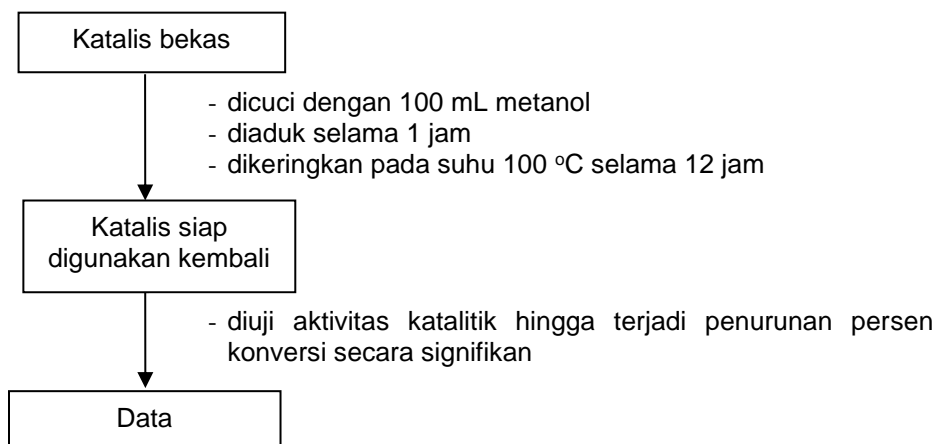 Katalis bekas
- dicuci dengan 100 mL metanol
- diaduk selama 1 jam
- dikeringkan pada suhu 100 °C selama 12 jam
Katalis siap
digunakan kembali
- diuji aktivitas katalitik hingga terjadi penurunan persen
konversi secara signifikan
Data